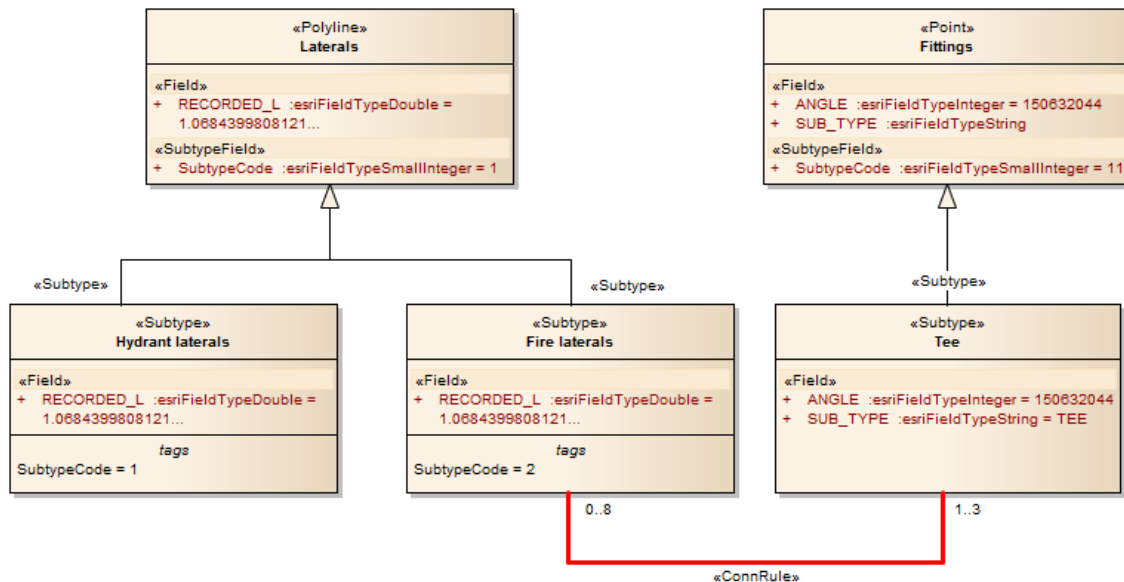 «Polyline»
Laterals
«Field»
+ RECORDED_L :esriFieldTypeDouble =
1.0684399808121...
«SubtypeField»
+ SubtypeCode :esriFieldTypeSmallInteger = 1
«Point»
Fittings
«Field»
+ ANGLE :esriFieldTypeInteger = 150632044
+ SUB_TYPE :esriFieldTypeString
«SubtypeField»
+ SubtypeCode :esriFieldTypeSmallInteger = 11
«Subtype»
«Subtype»
«Subtype»
«Subtype»
Hydrant laterals
«Field»
+ RECORDED_L :esriFieldTypeDouble =
1.0684399808121...
tags
SubtypeCode = 1
«Subtype»
Fire laterals
«Field»
+ RECORDED_L :esriFieldTypeDouble =
1.0684399808121...
tags
SubtypeCode = 2
«Subtype»
Tee
«Field»
+ ANGLE :esriFieldTypeInteger = 150632044
+ SUB_TYPE :esriFieldTypeString = TEE
0..8
1..3
«ConnRule»